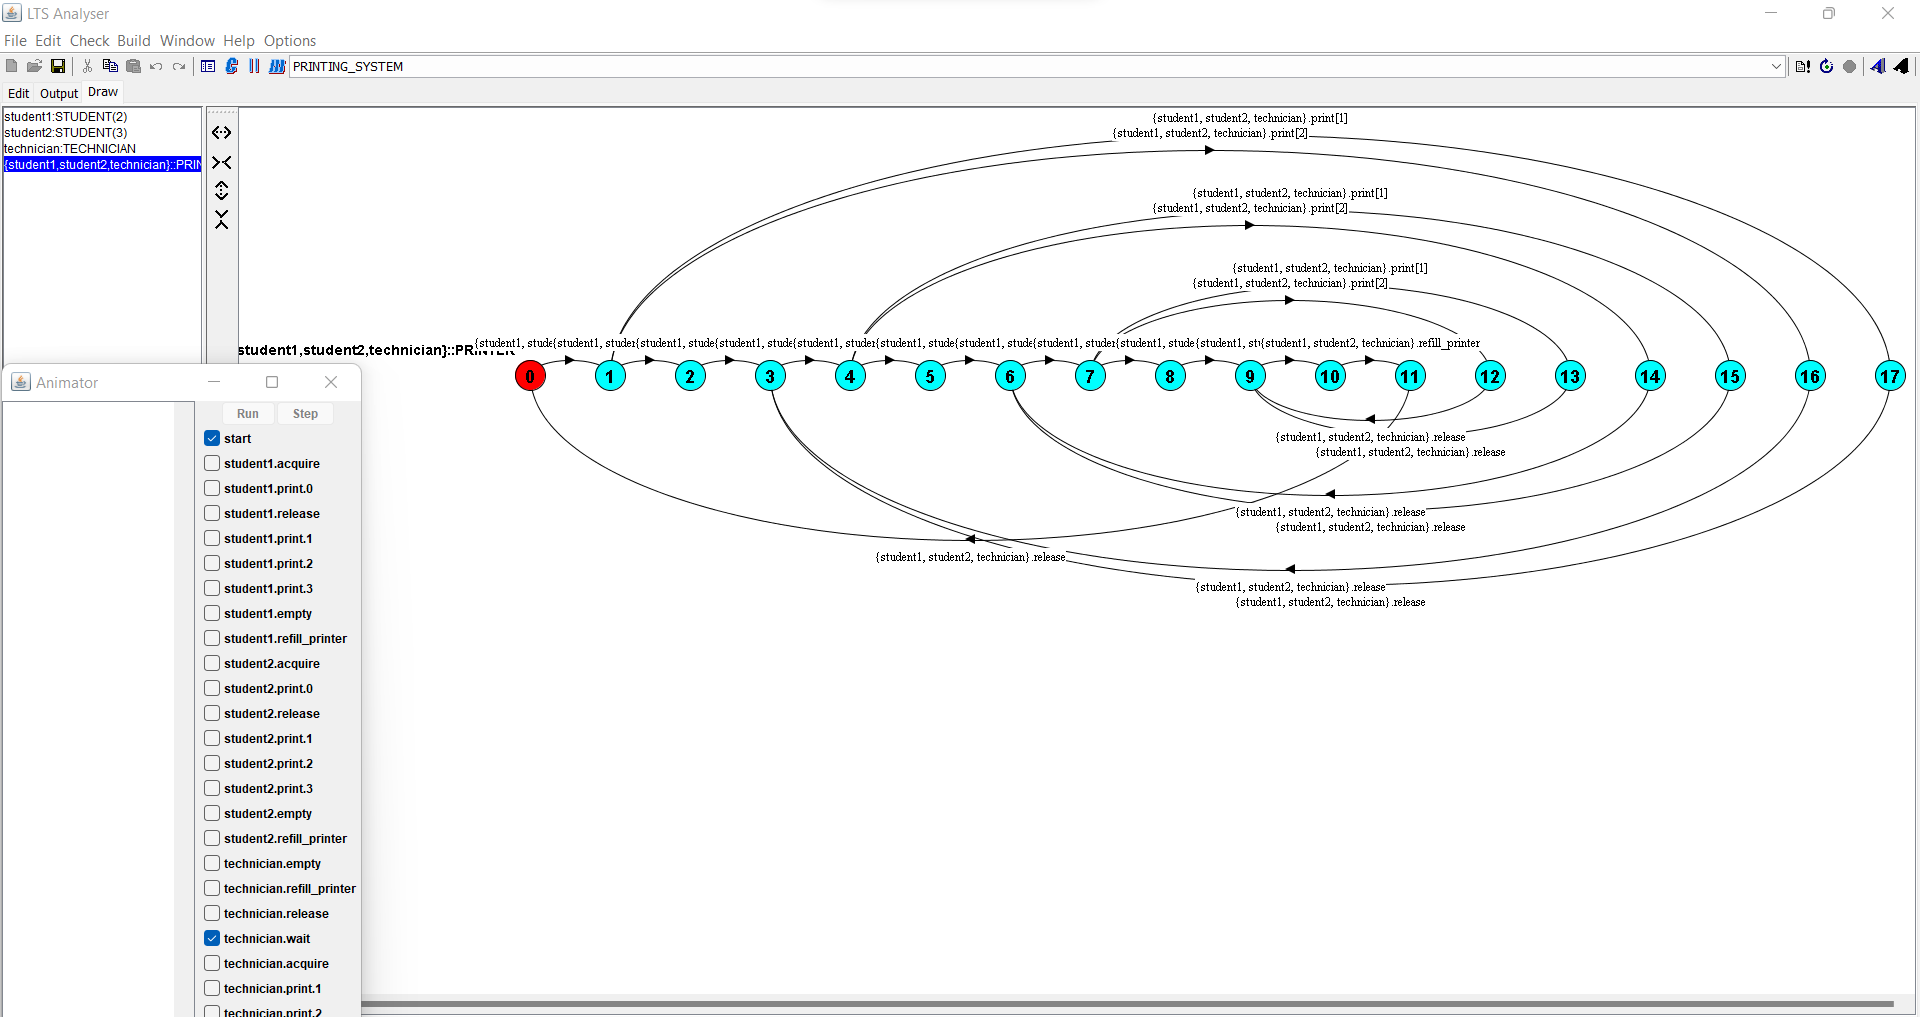 LTS Analyser
File Edit Check Build Window Help Options
PRINTING_SYSTEM
Edit Output Draw
student1:STUDENT(2)
student2:STUDENT(3)
technician:TECHNICIAN
{student1,student2,technician}::PRIN
{student1, student2, technician}.print[1]
{student1, student2, technician}.print[2]
{student1, student2, technician}.print[1]
{student1, student2, technician}.print[2]
{student1, student2, technician}.print[1]
{student1, student2, technician}.print[2]
student1,student2,technician}::PRINTER
{student1, stude{student1, studer{student1, stude{student1, stude{student1, studer{student1, stude{student1, stude{student1, studer{student1, stude{student1, st{student1, student2, technician}.refill_printer
0 1 2 3 4 5 6 7 8 9 10 11 12 13 14 15 16 17
{student1, student2, technician}.release
{student1, student2, technician}.release
{student1, student2, technician}.release
{student1, student2, technician}.release
{student1, student2, technician}.release
{student1, student2, technician}.release
{student1, student2, technician}.release
Animator
Run Step
start
student1.acquire
student1.print.0
student1.release
student1.print.1
student1.print.2
student1.print.3
student1.empty
student1.refill_printer
student2.acquire
student2.print.0
student2.release
student2.print.1
student2.print.2
student2.print.3
student2.empty
student2.refill_printer
technician.empty
technician.refill_printer
technician.release
technician.wait
technician.acquire
technician.print.1
technician.print.2